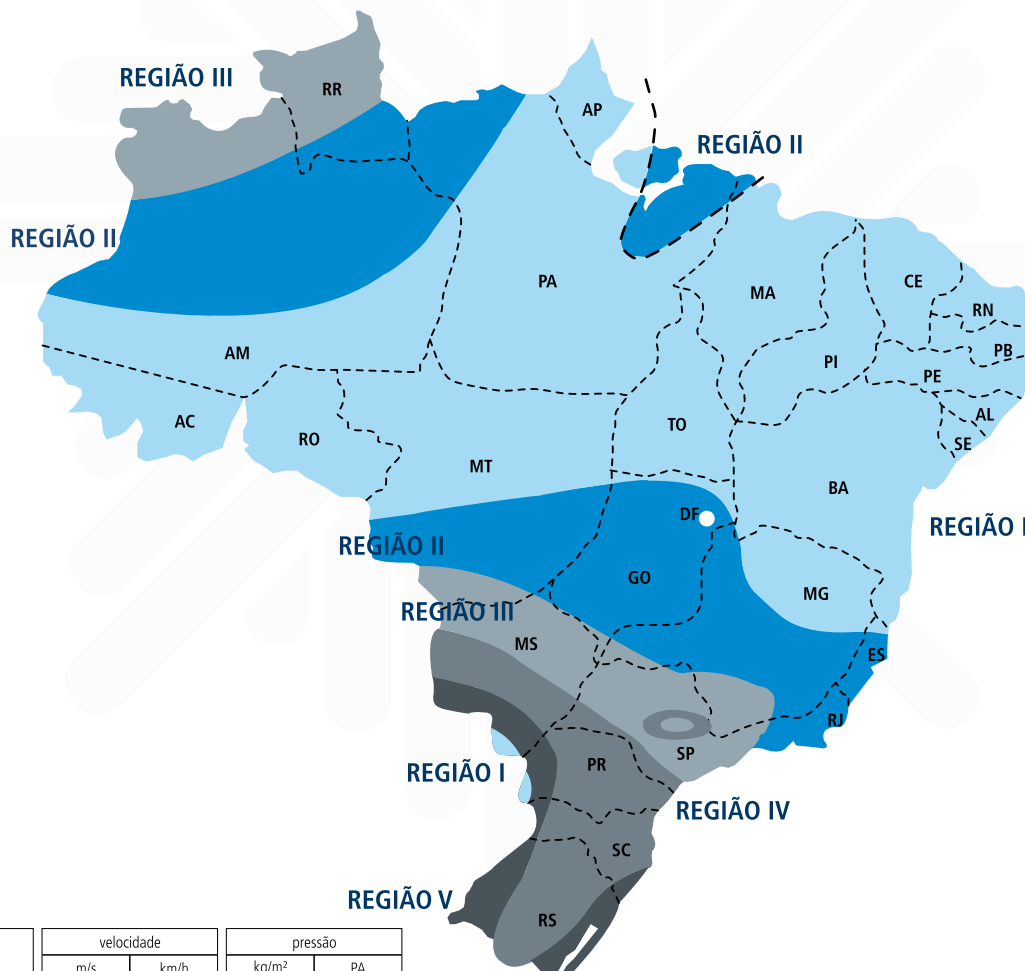 REGIÃO III
RR
AP
REGIÃO II
REGIÃO II
PA
MA
CE
RN
PB
AM
PI
PE
AC
RO
TO
AL
SE
MT
BA
DF
REGIÃO I
REGIÃO II
GO
MG
REGIÃO III
MS
ES
RJ
SP
PR
REGIÃO I
REGIÃO IV
SC
REGIÃO V
RS
velocidade
pressão
m/s
km/h
kg/m²
PA